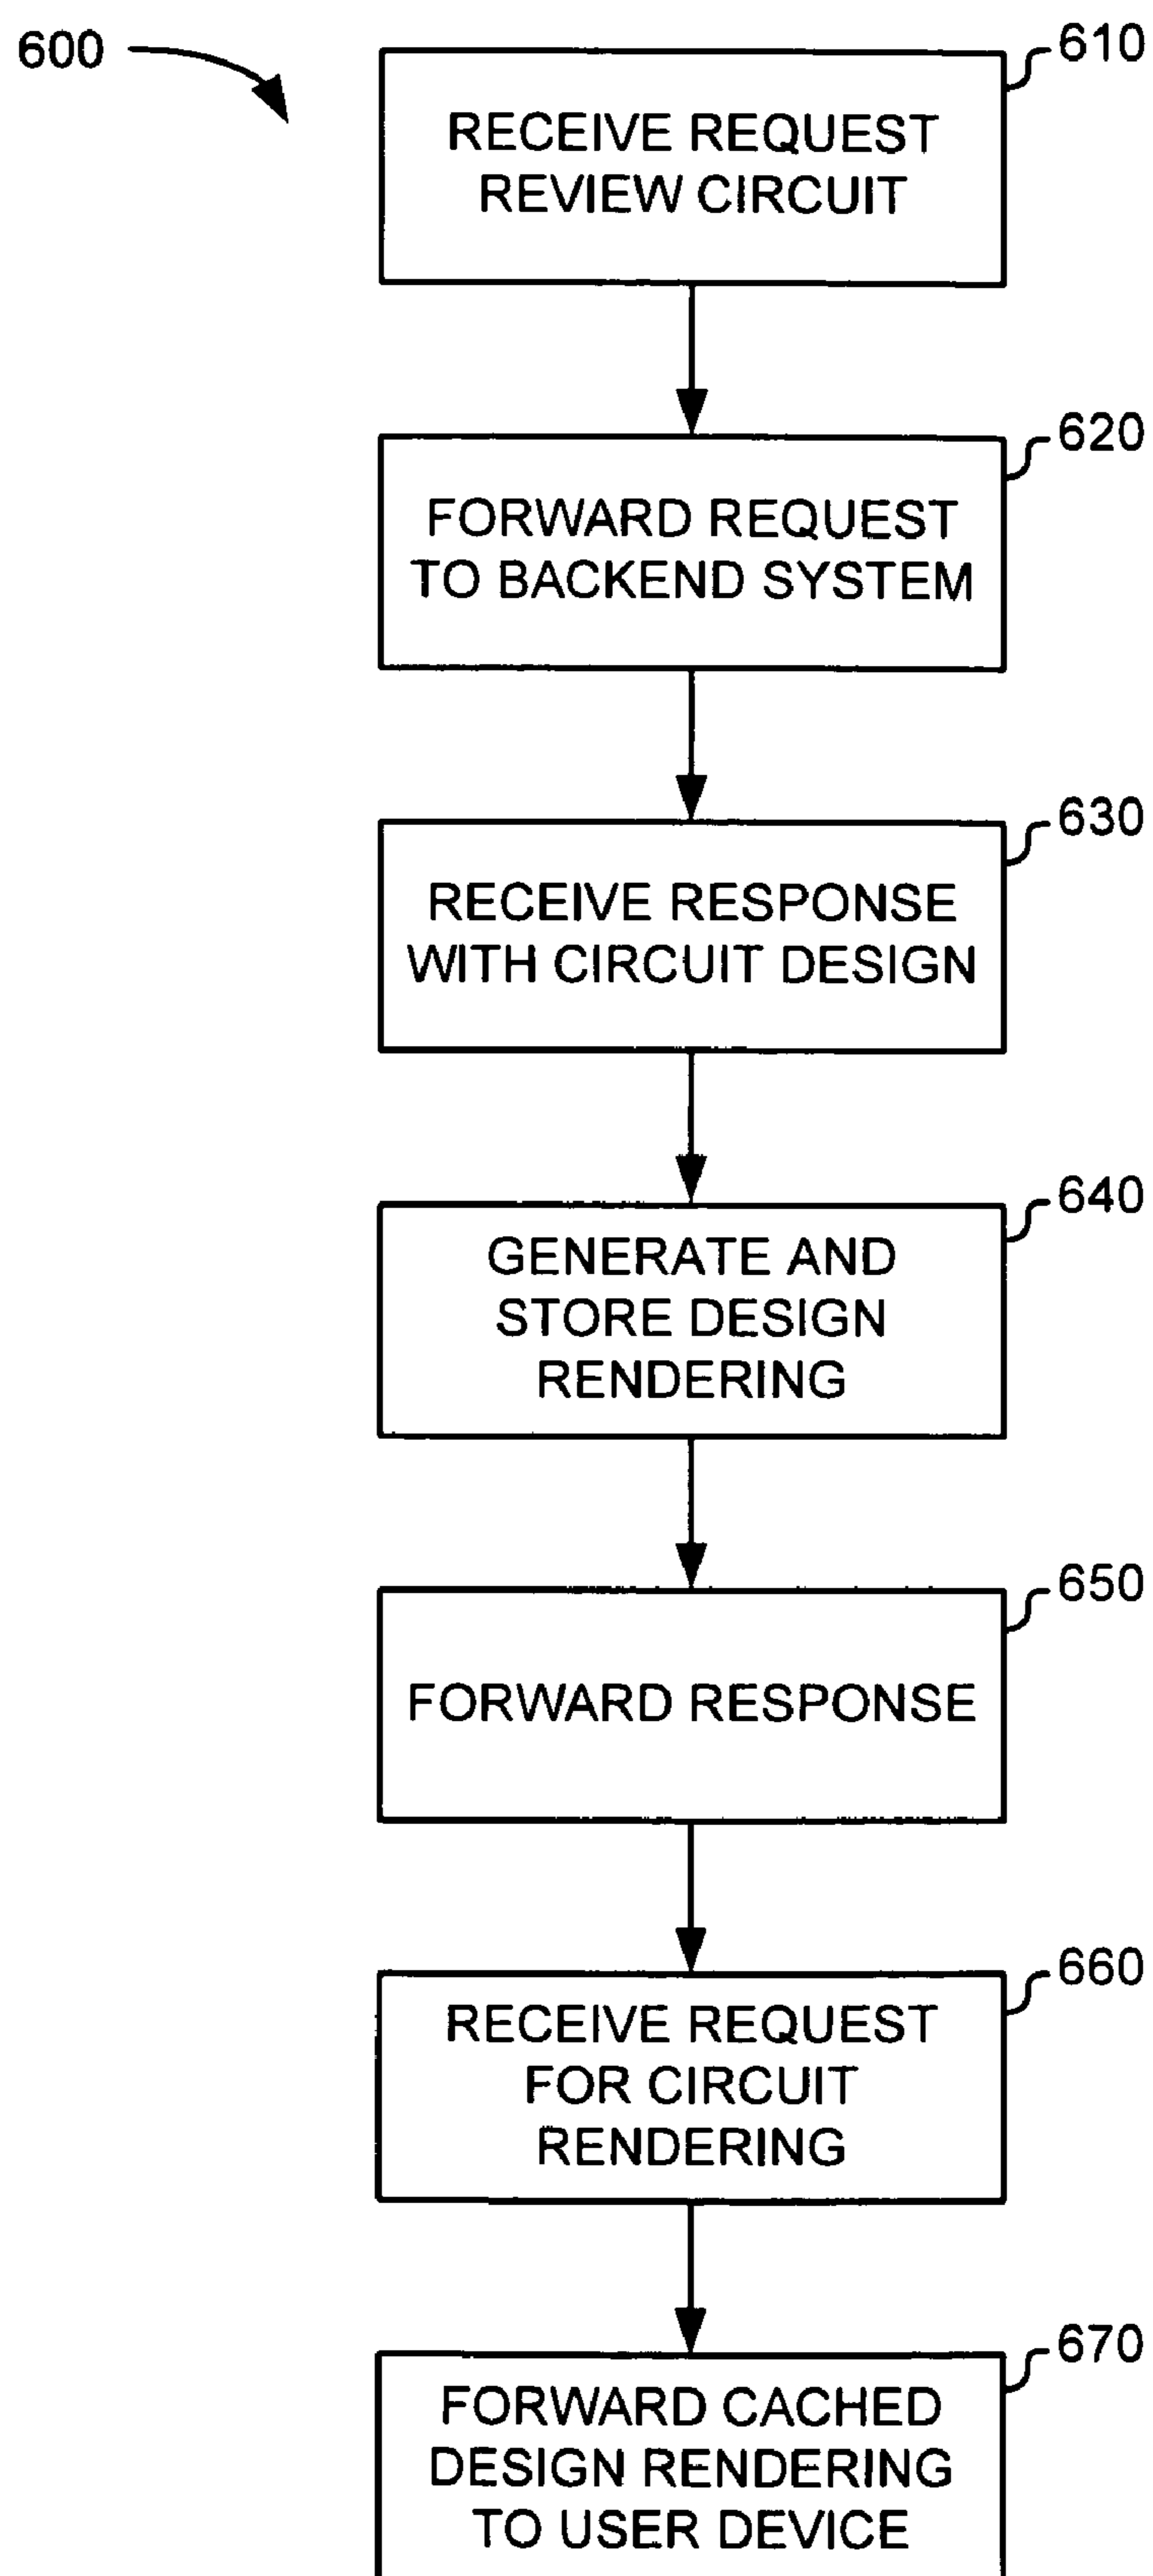 600
610
RECEIVE REQUEST
REVIEW CIRCUIT
620
FORWARD REQUEST
TO BACKEND SYSTEM
630
RECEIVE RESPONSE
WITH CIRCUIT DESIGN
640
GENERATE AND
STORE DESIGN
RENDERING
650
FORWARD RESPONSE
660
RECEIVE REQUEST
FOR CIRCUIT
RENDERING
670
FORWARD CACHED
DESIGN RENDERING
TO USER DEVICE